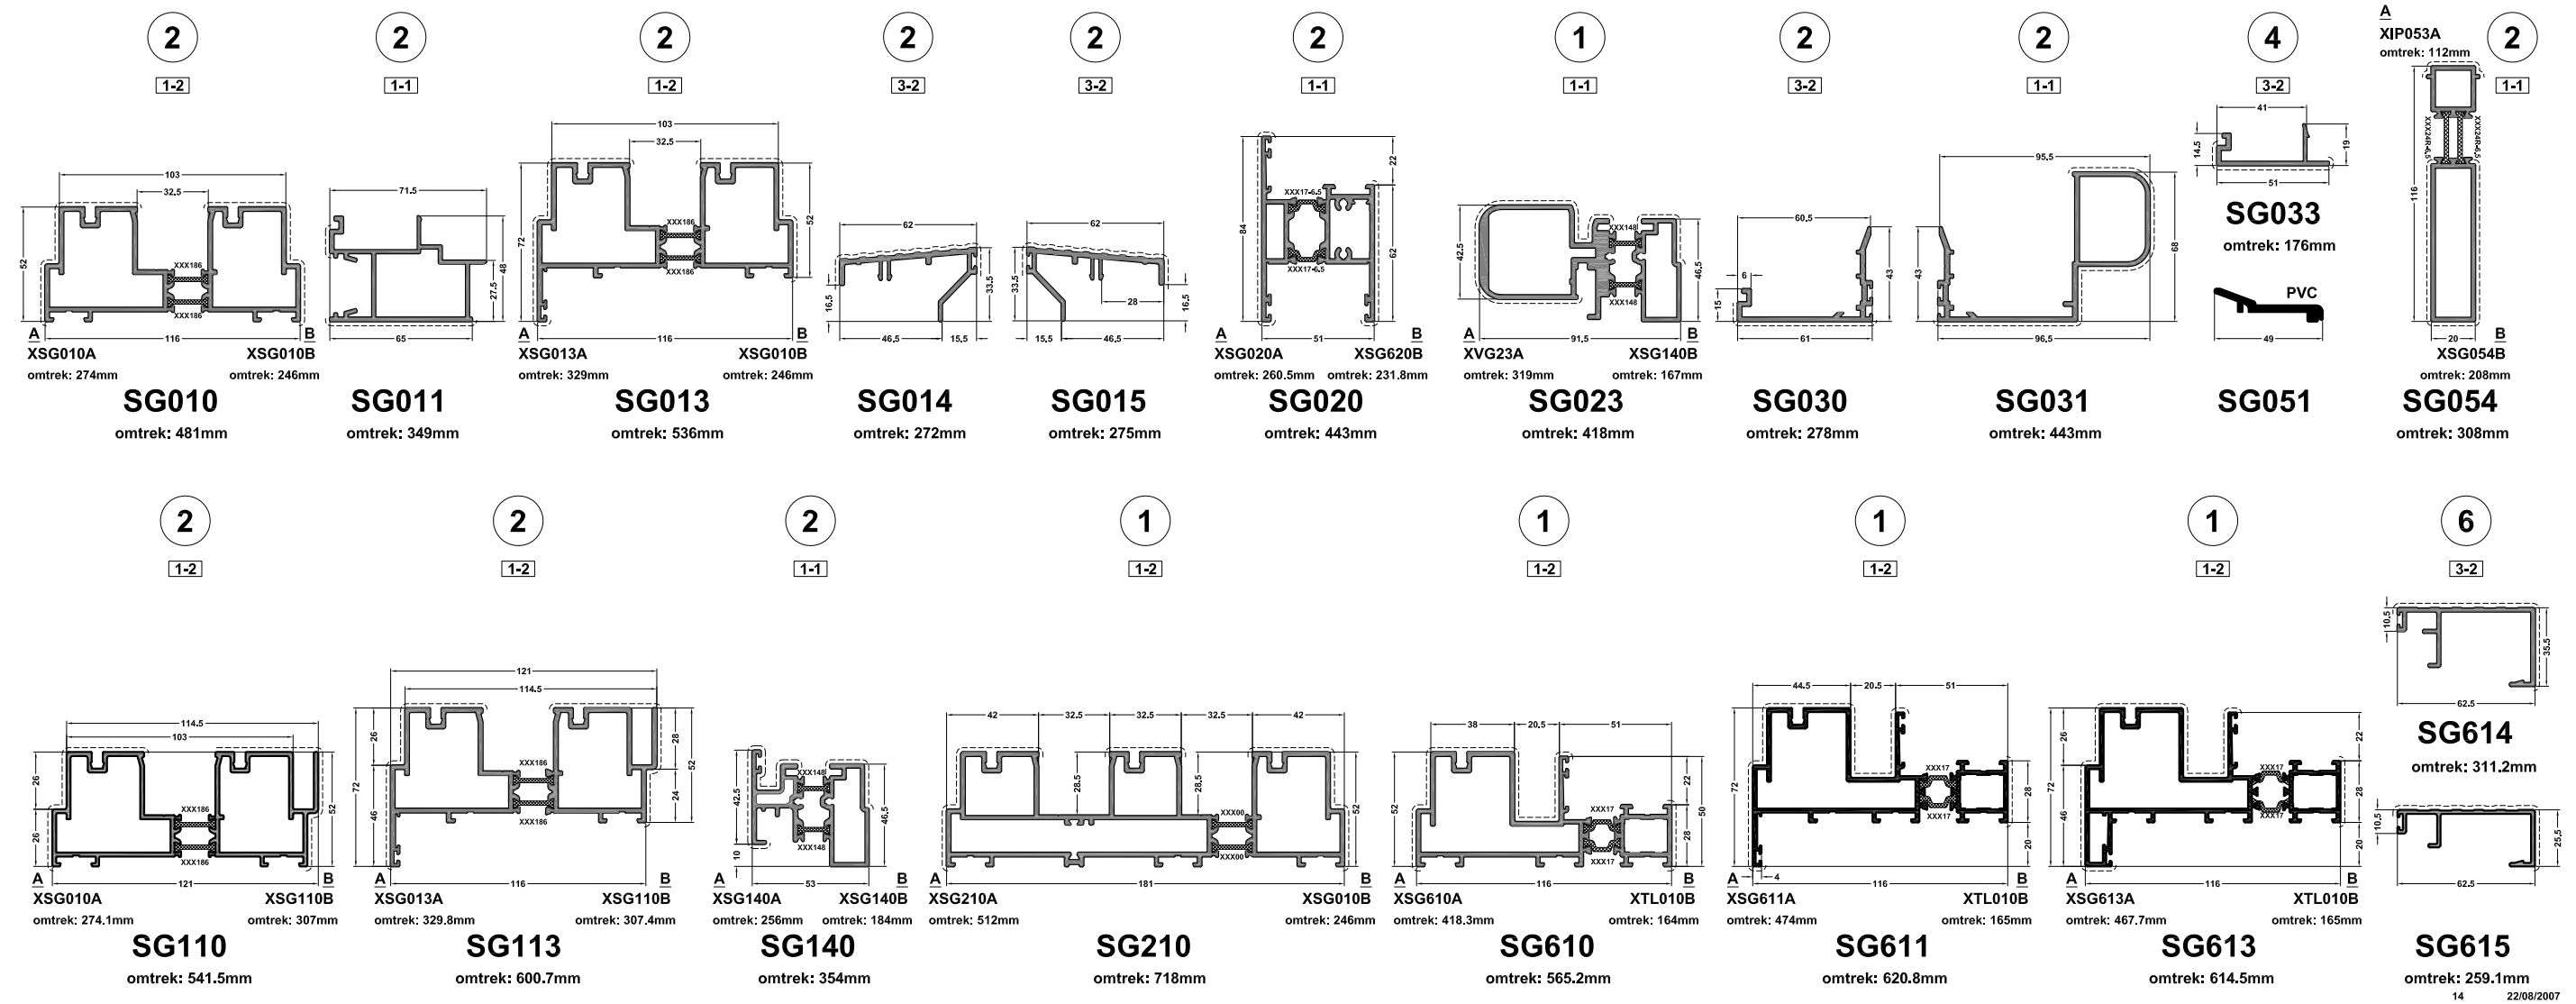 2
1-2
103
32.5
52
XXX186
XXX186
116
A
B
XSG010A
XSG010B
omtrek: 274mm
omtrek: 246mm
SG010
omtrek: 481mm
2
1-1
71.5
48
27.5
65
SG011
omtrek: 349mm
2
1-2
103
32.5
72
52
XXX186
XXX186
116
A
B
XSG013A
XSG010B
omtrek: 329mm
omtrek: 246mm
SG013
omtrek: 536mm
2
3-2
62
16,5
33,5
46,5
15,5
SG014
omtrek: 272mm
2
3-2
62
33,5
28
16,5
15,5
46,5
SG015
omtrek: 275mm
2
1-1
84
22
62
XXX17-6.5
XXX17-6.5
51
A
B
XSG020A
XSG620B
omtrek: 260.5mm
omtrek: 231.8mm
SG020
omtrek: 443mm
1
1-1
42.5
XXX148
XXX148
46.5
91.5
A
B
XVG23A
XSG140B
omtrek: 319mm
omtrek: 167mm
SG023
omtrek: 418mm
2
3-2
60,5
6
15
43
61
SG030
omtrek: 278mm
2
1-1
95,5
43
68
96,5
SG031
omtrek: 443mm
4
3-2
41
14.5
19
51
SG033
omtrek: 176mm
PVC
49
SG051
A
XIP053A
omtrek: 112mm
2
1-1
116
XXX24R-6,5
XXX24R-6,5
20
B
XSG054B
omtrek: 208mm
SG054
omtrek: 308mm
2
1-2
114.5
103
26
26
52
XXX186
XXX186
121
A
B
XSG010A
XSG110B
omtrek: 274.1mm
omtrek: 307mm
SG110
omtrek: 541.5mm
2
1-2
121
114.5
72
26
46
28
24
52
XXX186
XXX186
116
A
B
XSG013A
XSG110B
omtrek: 329.8mm
omtrek: 307.4mm
SG113
omtrek: 600.7mm
2
1-1
42.5
10
XXX148
XXX148
46,5
53
A
B
XSG140A
XSG140B
omtrek: 256mm
omtrek: 184mm
SG140
omtrek: 354mm
1
1-2
42
32.5
32.5
32.5
42
28.5
28.5
52
XXX00
XXX00
181
A
B
XSG210A
XSG010B
omtrek: 512mm
omtrek: 246mm
SG210
omtrek: 718mm
1
1-2
38
20,5
51
52
22
28
50
XXX17
XXX17
116
A
B
XSG610A
XTL010B
omtrek: 418.3mm
omtrek: 164mm
SG610
omtrek: 565.2mm
1
1-2
44.5
20.5
51
72
28
20
XXX17
XXX17
4
116
A
B
XSG611A
XTL010B
omtrek: 474mm
omtrek: 165mm
SG611
omtrek: 620.8mm
1
1-2
72
26
46
22
28
20
XXX17
XXX17
116
A
B
XSG613A
XTL010B
omtrek: 467.7mm
omtrek: 165mm
SG613
omtrek: 614.5mm
6
3-2
10,5
35.5
62.5
SG614
omtrek: 311.2mm
10,5
25,5
62.5
SG615
omtrek: 259.1mm
14
22/08/2007